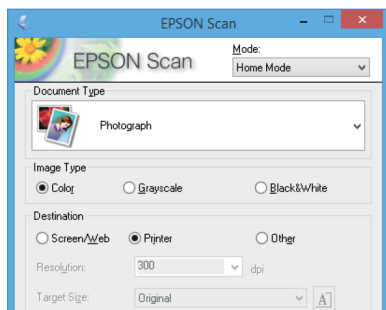 EPSON Scan
EPSON Scan
Mode:
Home Mode
Document Type
Photograph
Image Type
Color Grayscale Black&White
Destination
Screen/Web Printer Other
Resolution: 300 dpi
Target Size: Original A